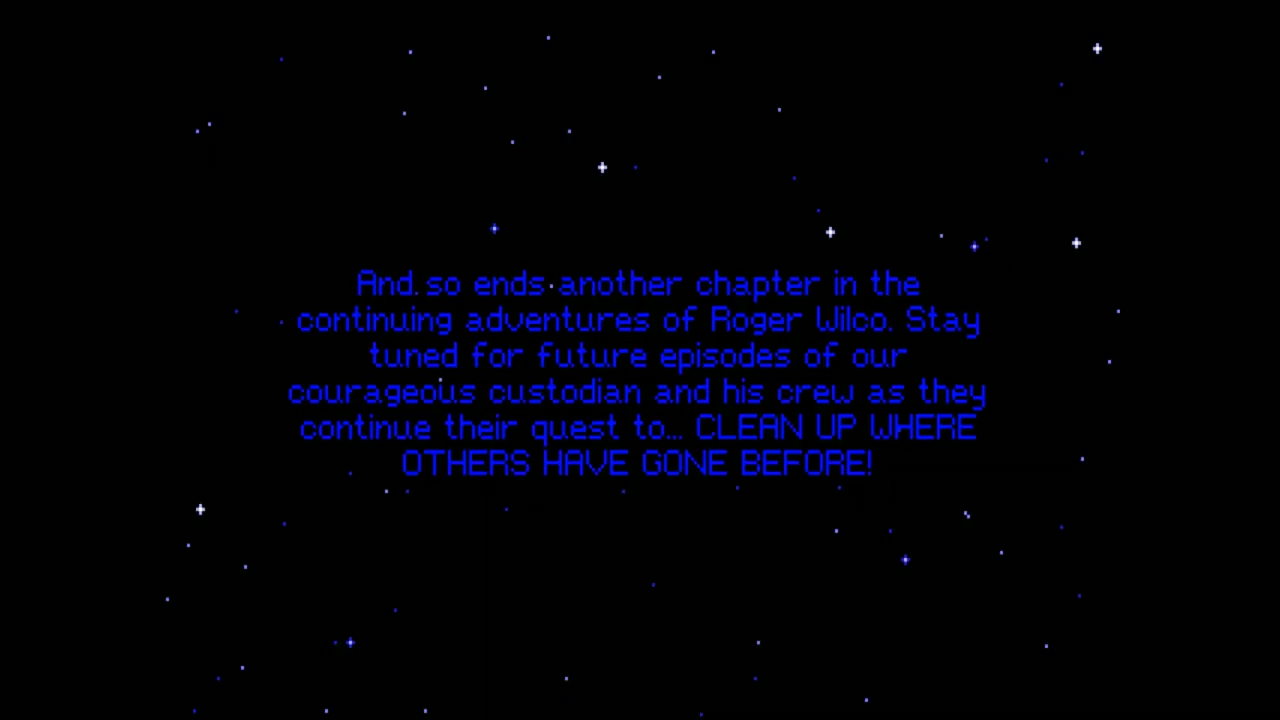 And so ends another chapter in the
continuing adventures of Roger Wilco. Stay
tuned for future episodes of our
courageous custodian and his crew as they
continue their quest to... CLEAN UP WHERE
OTHERS HAVE GONE BEFORE!